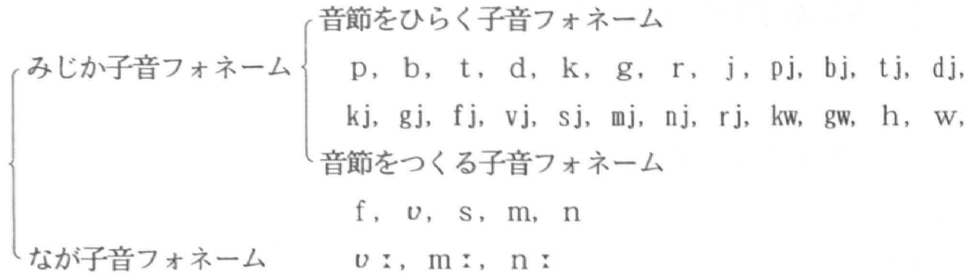 音節をひらく子音フォネーム
みじか子音フォネーム
p, b, t, d, k, g, r, j, pj, bj, tj, dj,
kj, gj, fj, vj, sj, mj, nj, rj, kw, gw, h, w,
音節をつくる子音フォネーム
f, ʋ, s, m, n
なが子音フォネーム ʋː, mː, nː